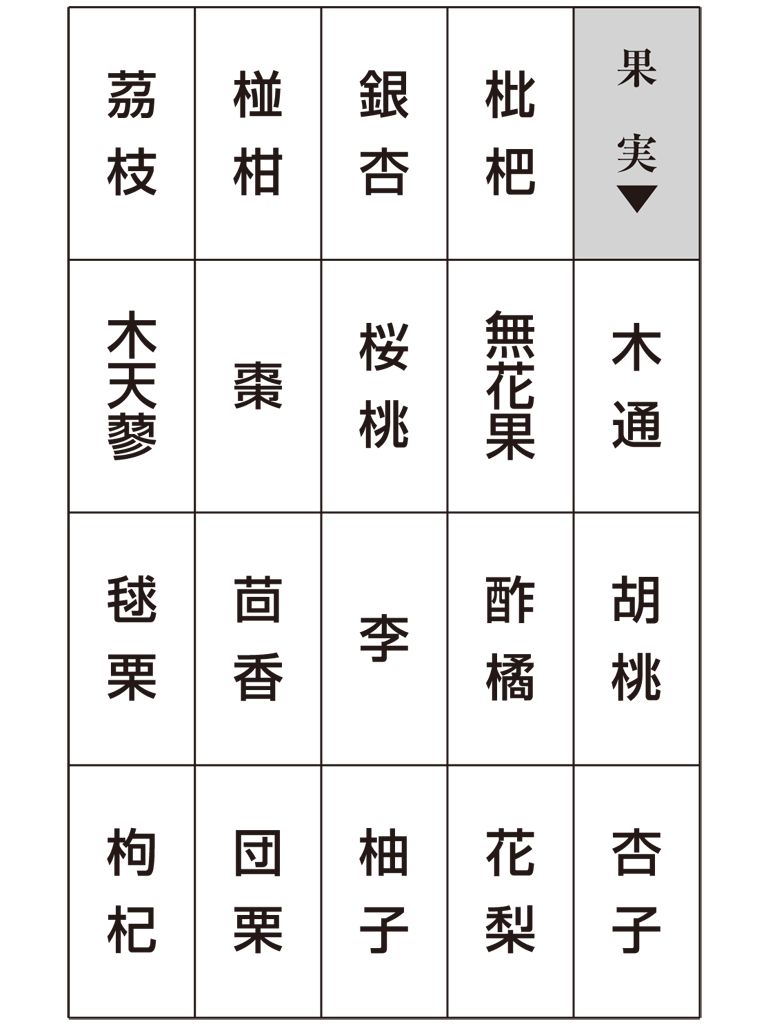 果実▼
木通
胡桃
杏子
枇杷
無花果
酢橘
花梨
銀杏
桜桃
李
柚子
椪柑
棗
茴香
団栗
茘枝
木天蓼
毬栗
枸杞